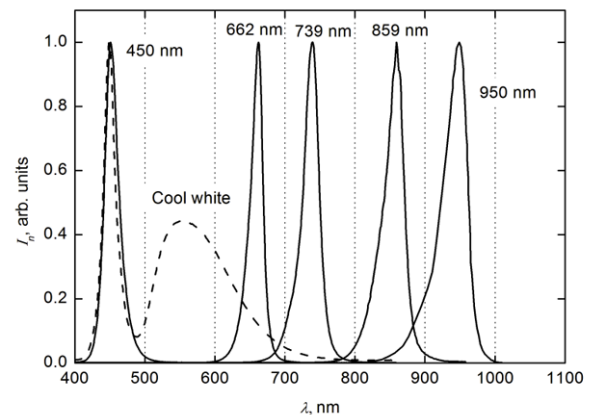 662 nm 739 nm 859 nm
450 nm
950 nm
Cool white
1.0
0.8
0.6
0.4
0.2
0.0
I_n, arb. units
400 500 600 700 800 900 1000 1100
λ, nm